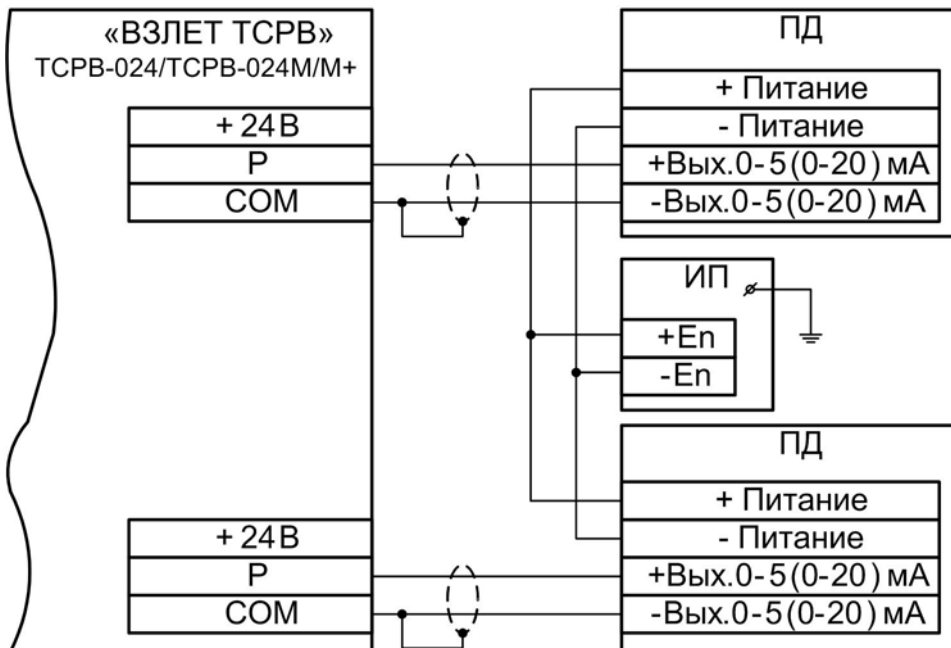 «ВЗЛЕТ ТСРВ»
ТСРВ-024/ТСРВ-024М/М+
+ 24 В
Р
СОМ
ПД
+ Питание
- Питание
+Вых.0-5(0-20) мА
-Вых.0-5(0-20) мА
ИП
+En
-En
ПД
+ Питание
- Питание
+Вых.0-5(0-20) мА
-Вых.0-5(0-20) мА
+ 24 В
Р
СОМ